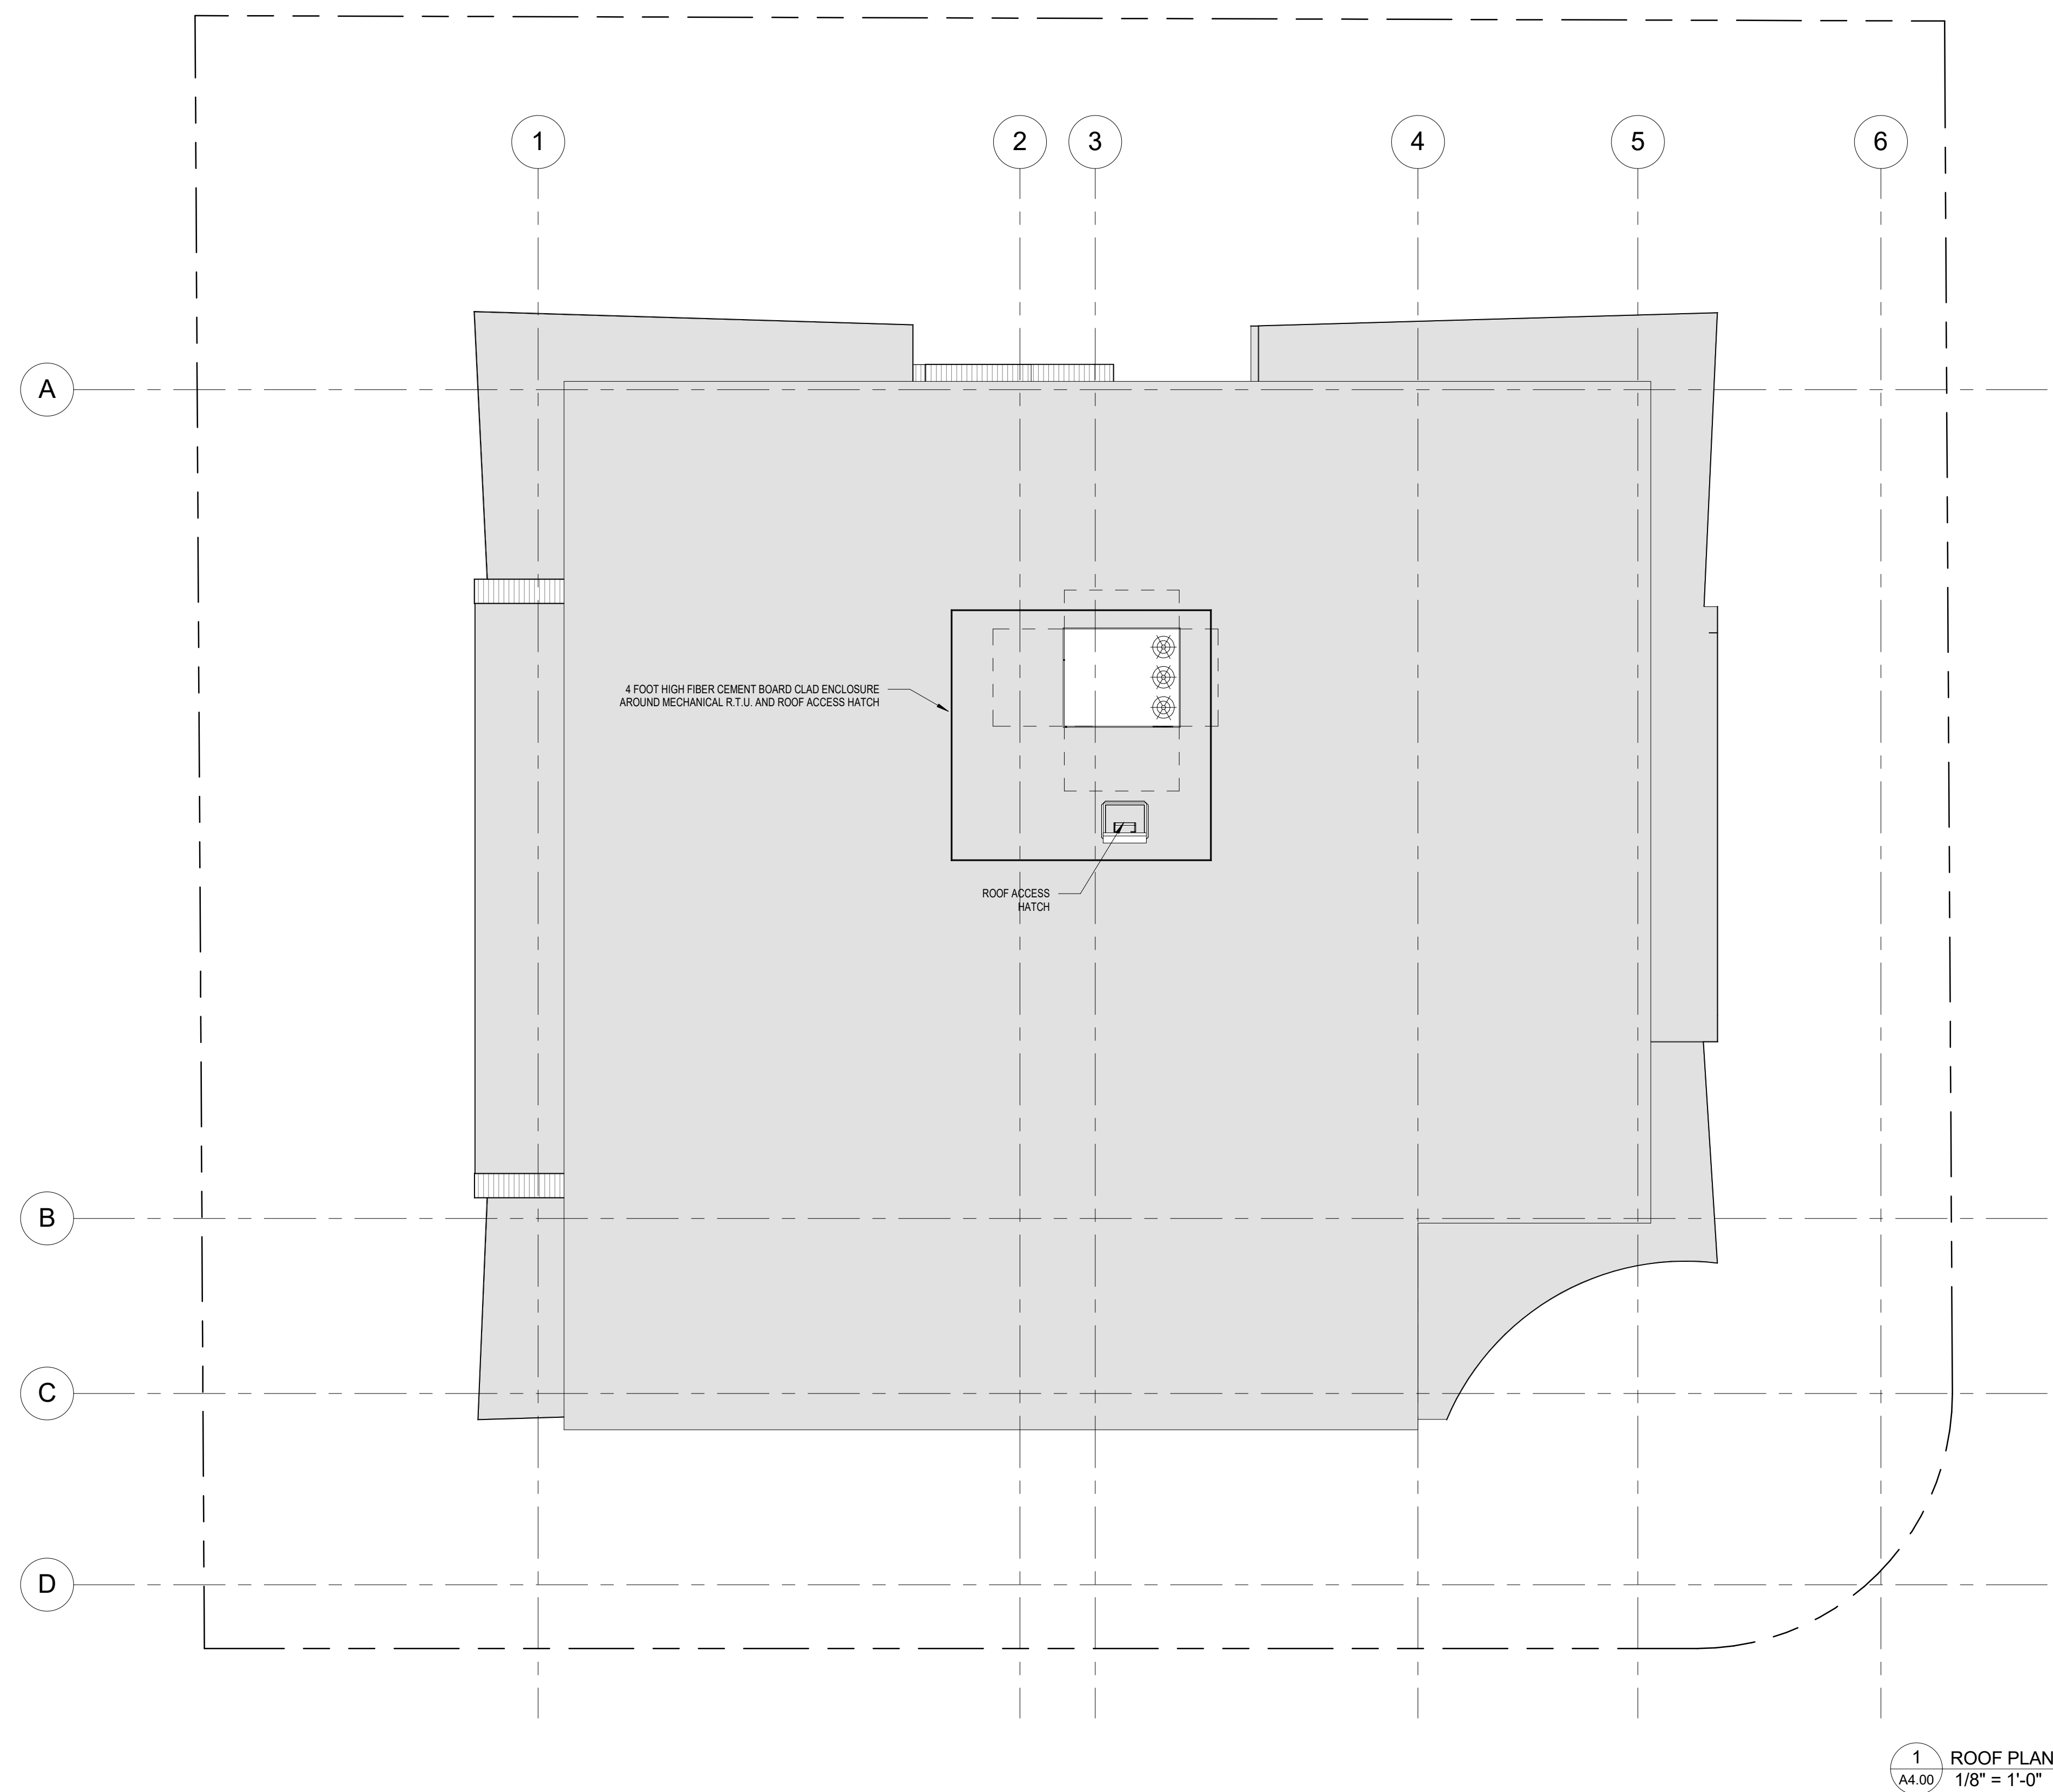 1
2
3
4
5
6
A
4 FOOT HIGH FIBER CEMENT BOARD CLAD ENCLOSURE
AROUND MECHANICAL R.T.U. AND ROOF ACCESS HATCH
ROOF ACCESS
HATCH
B
C
D
1
A4.00
ROOF PLAN
1/8" = 1'-0"